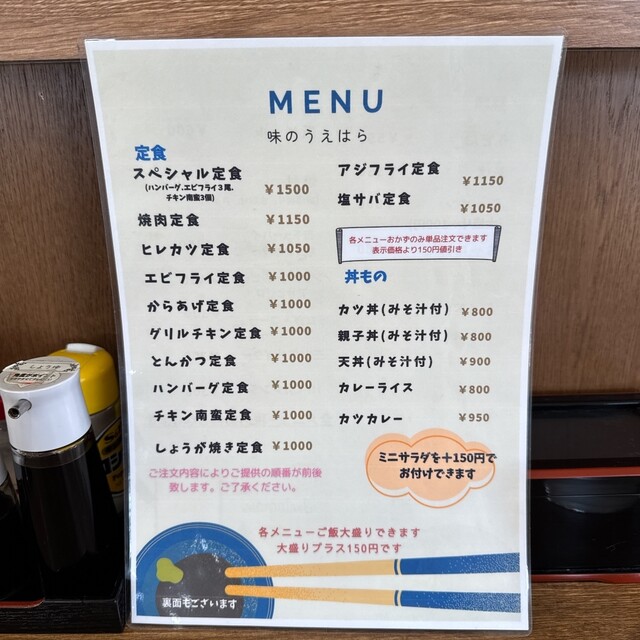 MENU
味のうえはら
定食
スペシャル定食
(ハンバーグ、エビフライ3尾、
チキン南蛮3個) ￥1500
焼肉定食 ￥1150
ヒレカツ定食 ￥1050
エビフライ定食 ￥1000
からあげ定食 ￥1000
グリルチキン定食 ￥1000
とんかつ定食 ￥1000
ハンバーグ定食 ￥1000
チキン南蛮定食 ￥1000
しょうが焼き定食 ￥1000
ご注文内容によりご提供の順番が前後
致します。ご了承ください。
アジフライ定食 ￥1150
塩サバ定食 ￥1050
各メニューおかずのみ単品注文できます
表示価格より150円値引き
丼もの
カツ丼(みそ汁付) ￥800
親子丼(みそ汁付) ￥800
天丼(みそ汁付) ￥900
カレーライス ￥800
カツカレー ￥950
ミニサラダを＋150円で
お付けできます
各メニューご飯大盛りできます
大盛りプラス150円です
裏面もございます
しょうゆ